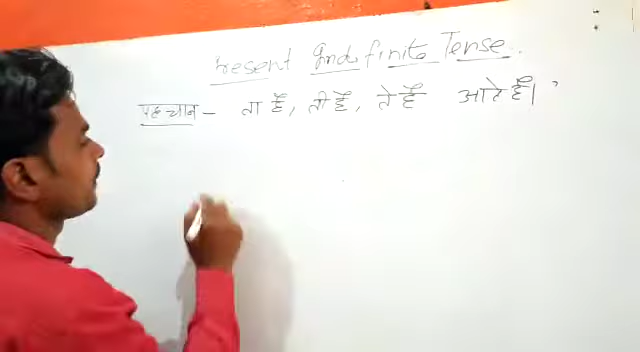 Present Indefinite Tense.
पहचान - ता है, ती है, ते हैं आते हैं।